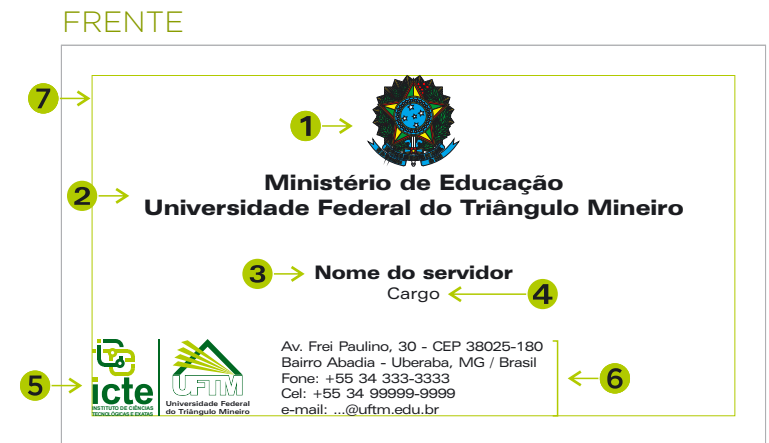 FRENTE
7
1
Ministério de Educação
2
Universidade Federal do Triângulo Mineiro
3
Nome do servidor
Cargo
4
5
icte
INSTITUTO DE CIÊNCIAS
TECNOLÓGICAS E EXATAS
UFTM
Universidade Federal
do Triângulo Mineiro
Av. Frei Paulino, 30 - CEP 38025-180
Bairro Abadia - Uberaba, MG / Brasil
Fone: +55 34 333-3333
Cel: +55 34 99999-9999
e-mail: ...@uftm.edu.br
6